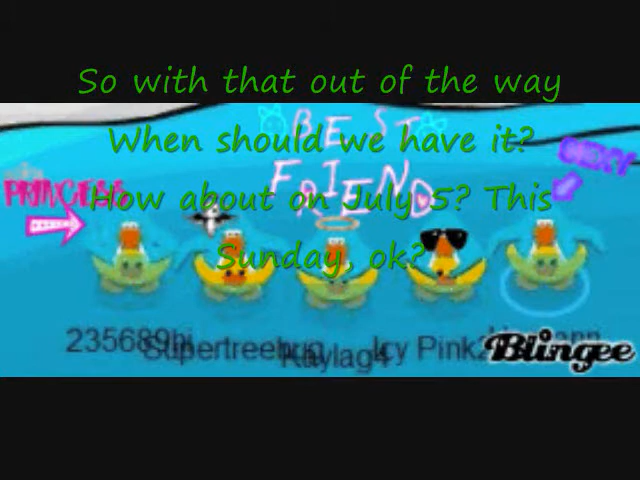 So with that out of the way
BEST
When should we have it?
FRIEND
PRINCESS
How about on July 5? This
Sunday, ok?
235689hi
Supertreebug
Kaylag4
Icy Pink2
Blingee